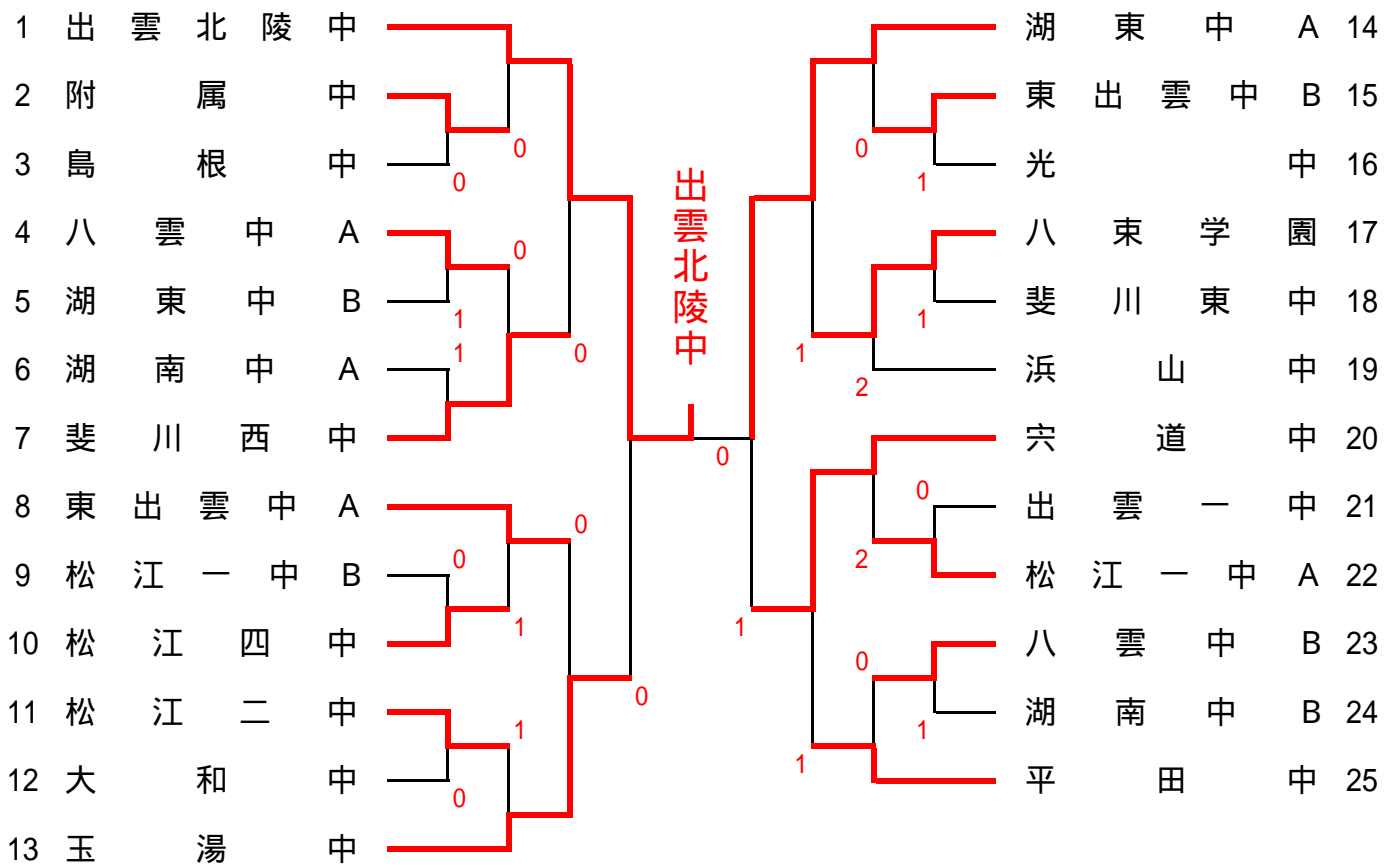 1 出雲北陵中
2 附属中
3 島根中
4 八雲中A
5 湖東中B
6 湖南中A
7 斐川西中
8 東出雲中A
9 松江一中B
10 松江四中
11 松江二中
12 大和中
13 玉湯中
0
0
0
1
1
0
0
0
1
1
0
0
出雲北陵中
0
湖東中A 14
東出雲中B 15
光中 16
八束学園 17
斐川東中 18
浜山中 19
宍道中 20
出雲一中 21
松江一中A 22
八雲中B 23
湖南中B 24
平田中 25
0
1
1
1
2
0
2
1
0
1
1